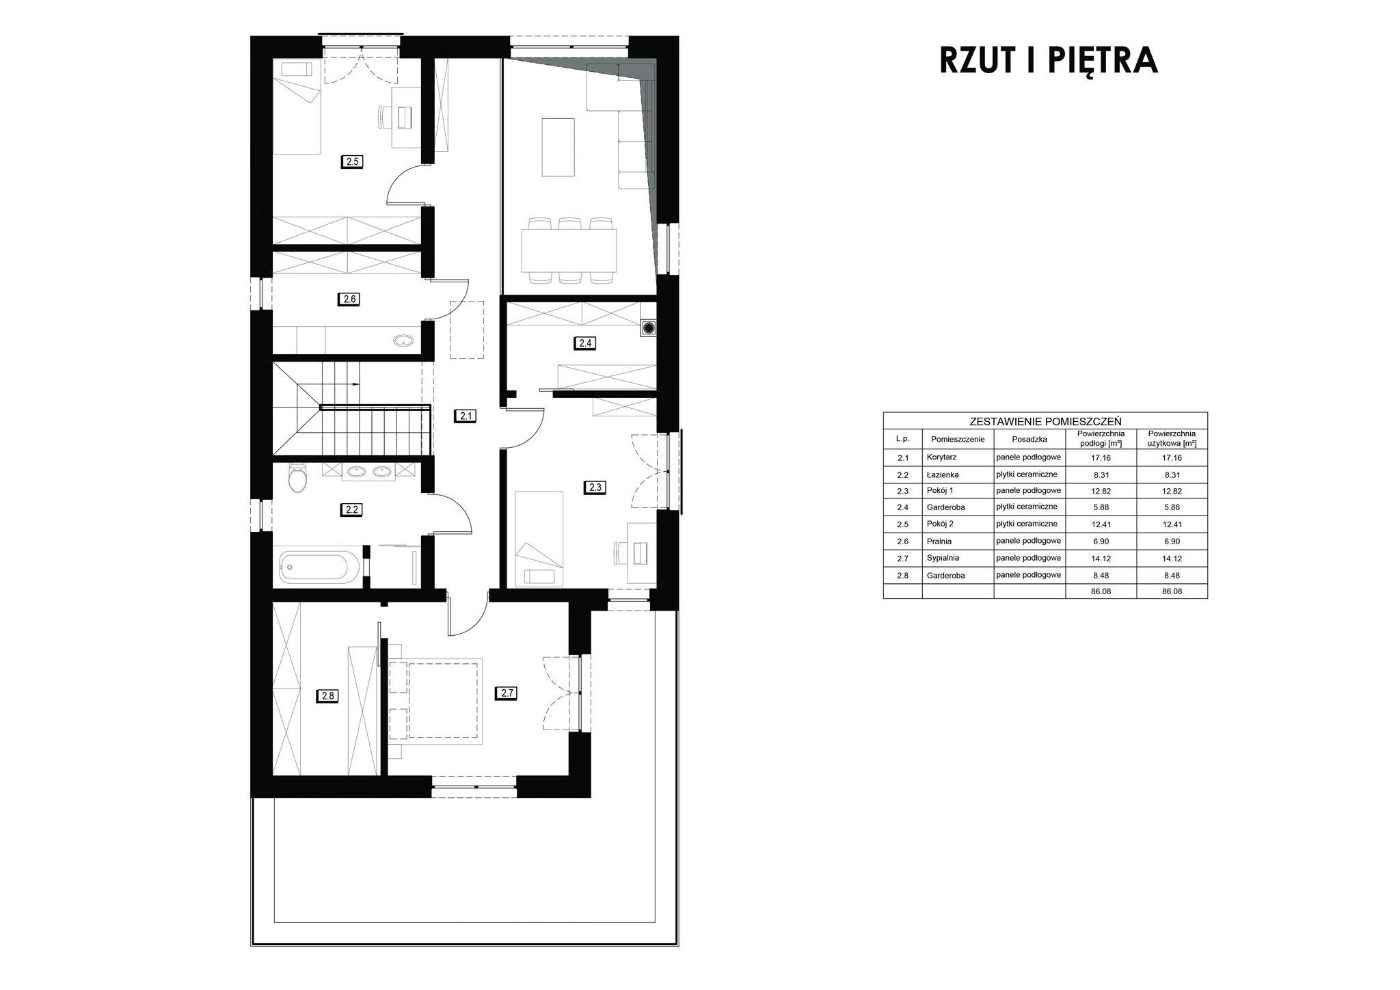 RZUT I PIĘTRA
2.5
2.6
2.4
2.1
2.3
2.2
2.8
2.7
ZESTAWIENIE POMIESZCZEŃ
L.p. Pomieszczenie Posadzka Powierzchnia podłogi [m²] Powierzchnia użytkowa [m²]
2.1 Korytarz panele podłogowe 17.16 17.16
2.2 Łazienka płytki ceramiczne 8.31 8.31
2.3 Pokój 1 panele podłogowe 12.82 12.82
2.4 Garderoba płytki ceramiczne 5.88 5.88
2.5 Pokój 2 płytki ceramiczne 12.41 12.41
2.6 Pralnia panele podłogowe 6.90 6.90
2.7 Sypialnia panele podłogowe 14.12 14.12
2.8 Garderoba panele podłogowe 8.48 8.48
86.08 86.08